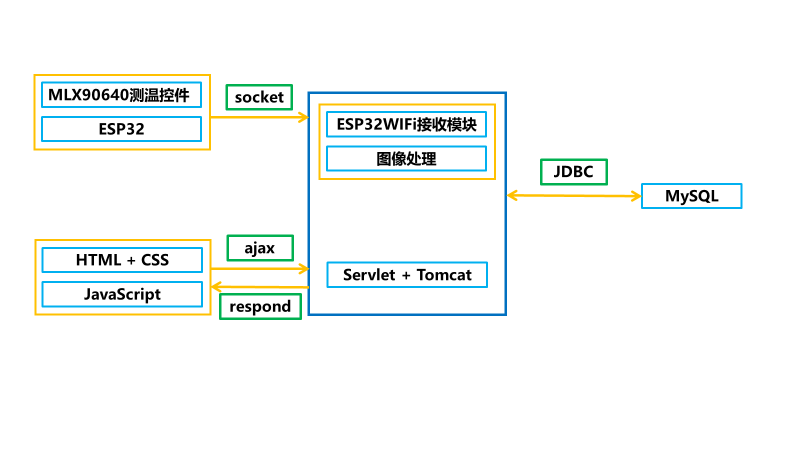 MLX90640测温控件
ESP32
socket
ESP32WIFi接收模块
图像处理
JDBC
MySQL
HTML + CSS
JavaScript
ajax
respond
Servlet + Tomcat